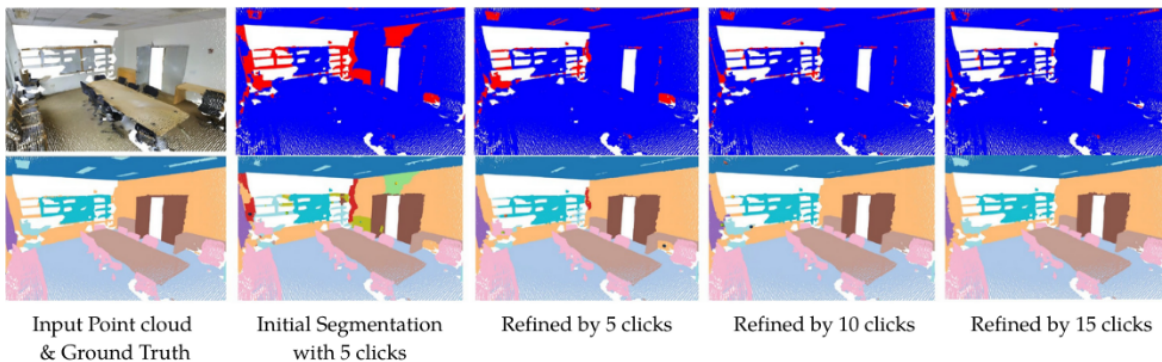 Input Point cloud
& Ground Truth
Initial Segmentation
with 5 clicks
Refined by 5 clicks
Refined by 10 clicks
Refined by 15 clicks